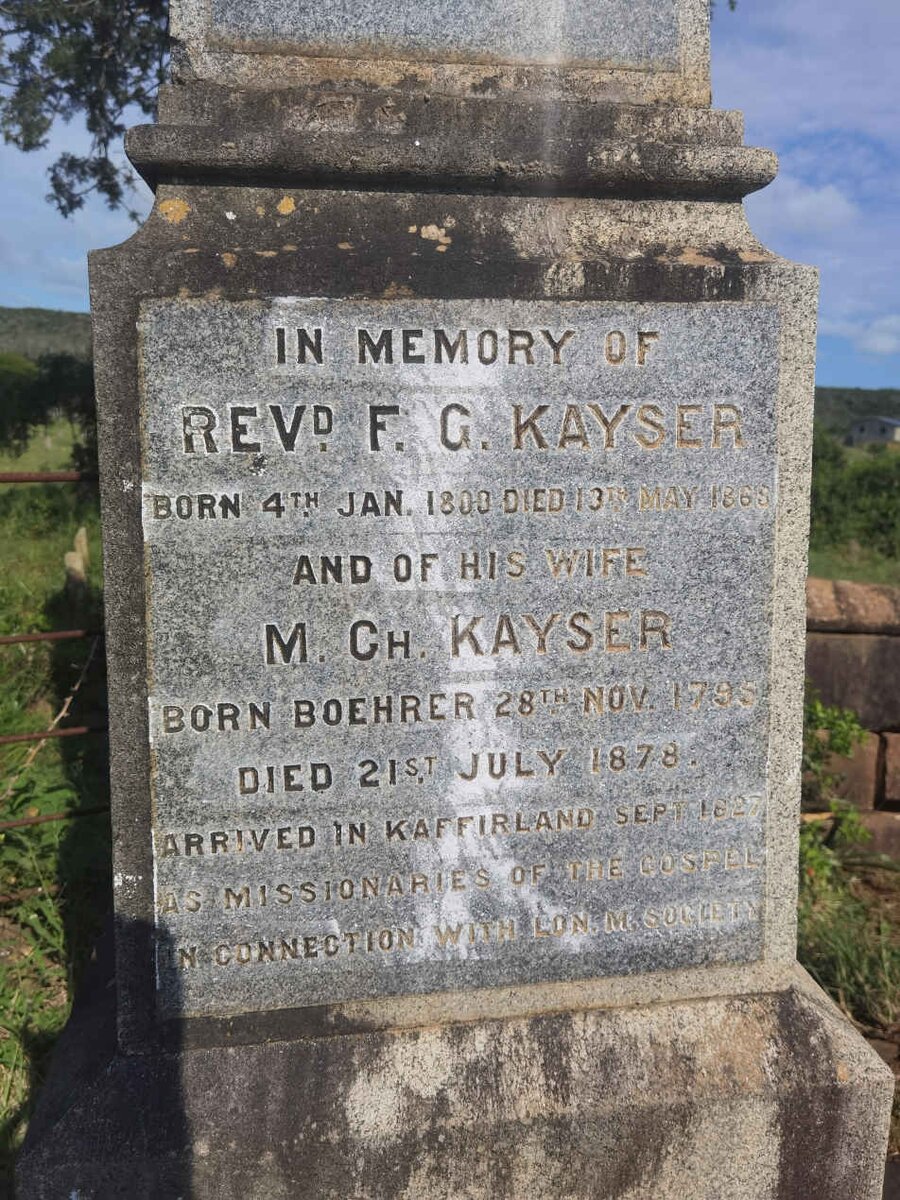 IN MEMORY OF
REVD. F. G. KAYSER
BORN 4TH JAN. 1800 DIED 13TH MAY 1868
AND OF HIS WIFE
M. CH. KAYSER
BORN BOEHRER 28TH NOV. 1795
DIED 21ST JULY 1878.
ARRIVED IN KAFFIRLAND SEPT 1827
AS MISSIONARIES OF THE GOSPEL
IN CONNECTION WITH LON. M. SOCIETY